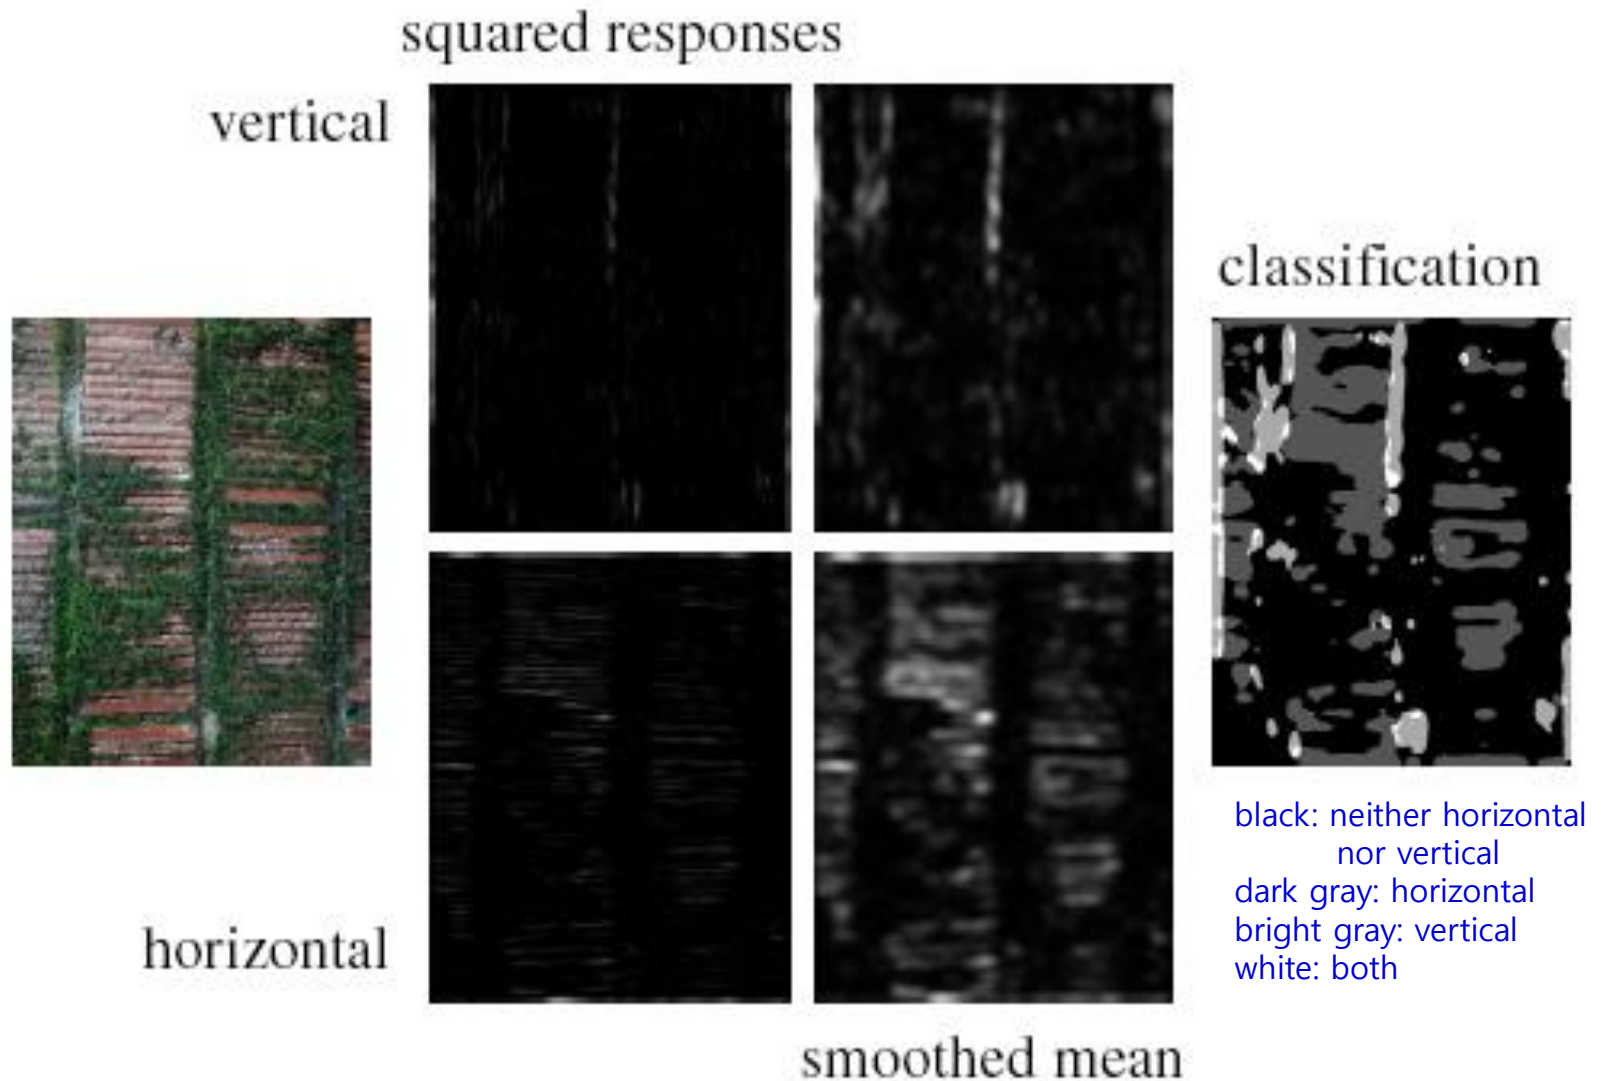 squared responses
vertical
classification
black: neither horizontal
nor vertical
dark gray: horizontal
bright gray: vertical
white: both
horizontal
smoothed mean